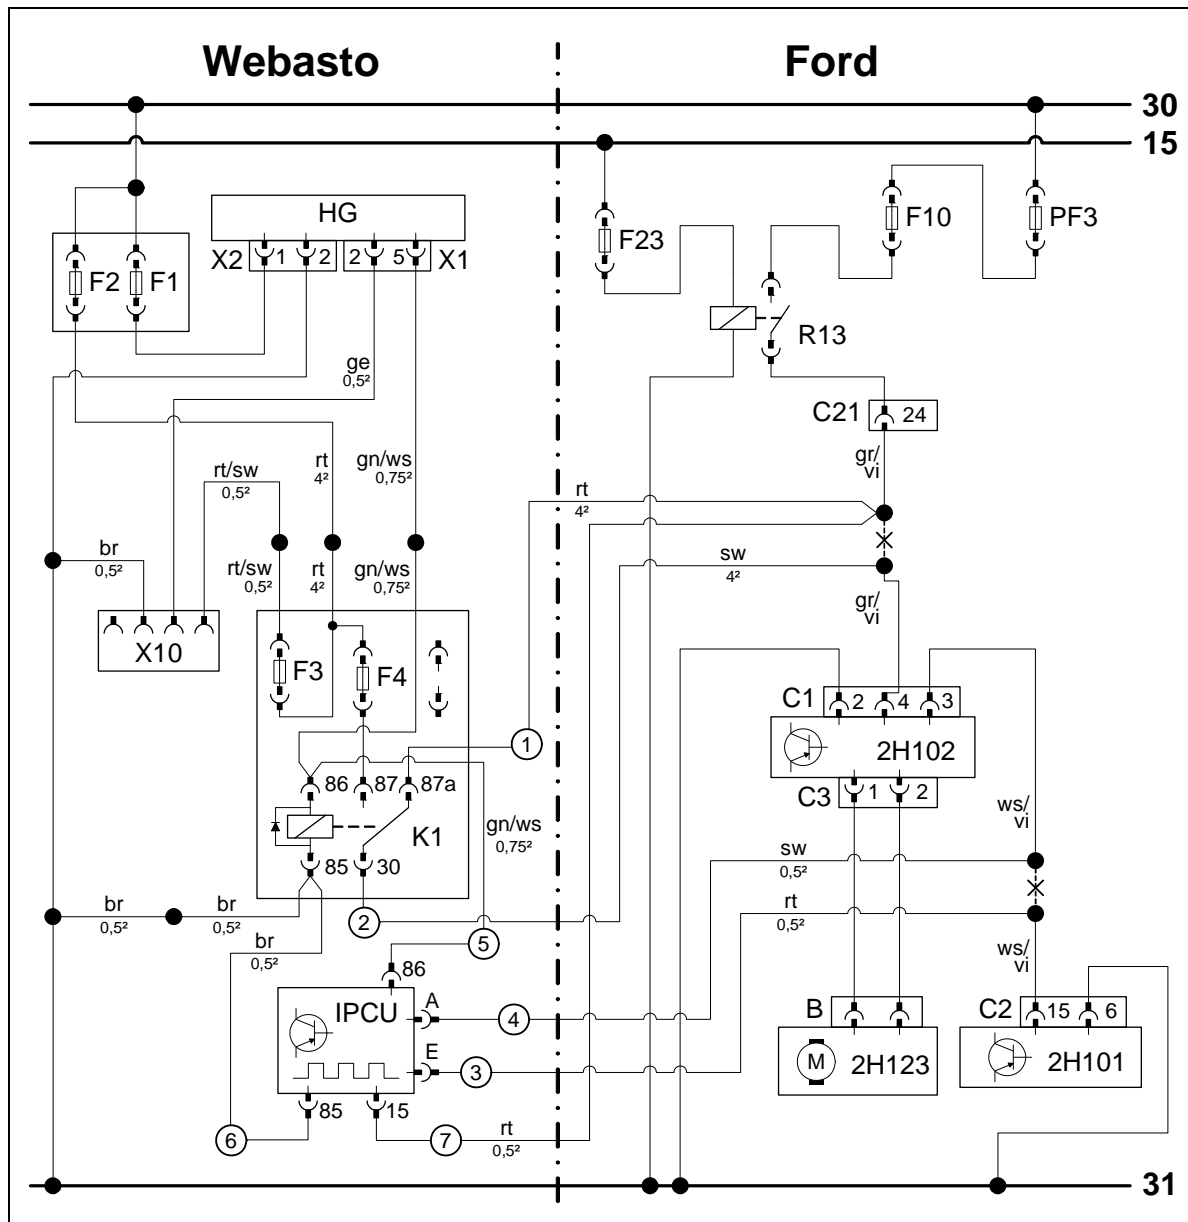 Webasto
Ford
30
15
HG
X2 1 2 2 5 X1
F2 F1
F23
F10
PF3
R13
C21 24
ge
0,5²
gr/
vi
rt/sw
0,5²
rt
4²
gn/ws
0,75²
rt
4²
br
0,5²
rt/sw
0,5²
rt
4²
gn/ws
0,75²
sw
4²
gr/
vi
X10
F3
F4
C1 2 4 3
2H102
C3 1 2
1
86 87 87a
K1
85 30
gn/ws
0,75²
ws/
vi
sw
0,5²
rt
0,5²
br
0,5²
br
0,5²
br
0,5²
2
5
86
ws/
vi
IPCU
A
4
E
3
85 15
6
7
rt
0,5²
B
2H123
M
C2 15 6
2H101
31